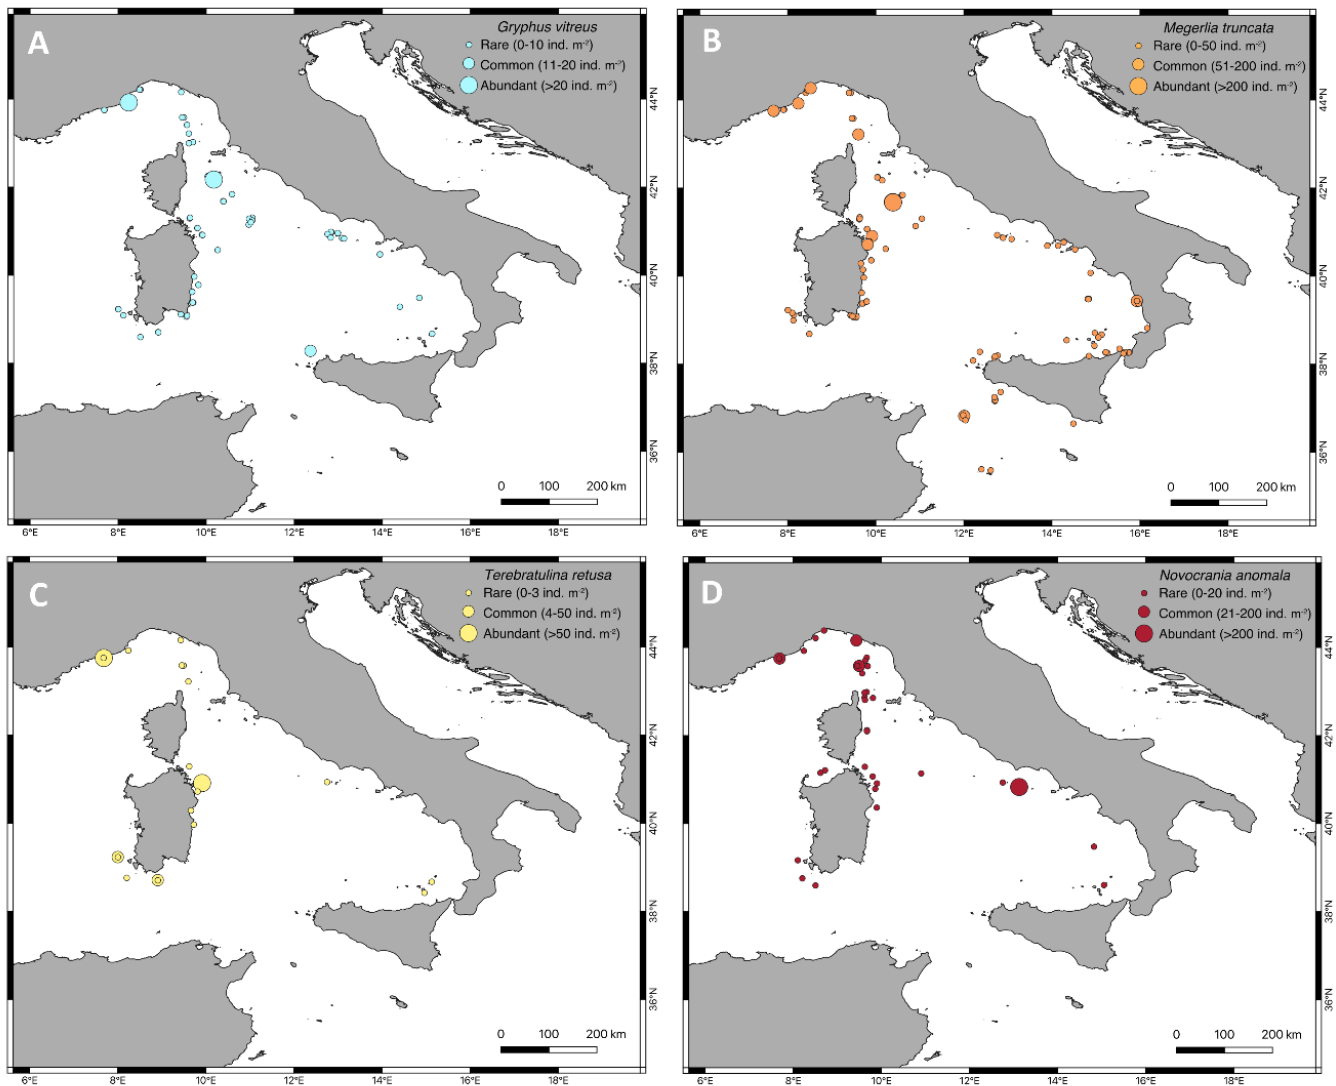 A
Gryphus vitreus
Rare (0-10 ind. m⁻²)
Common (11-20 ind. m⁻²)
Abundant (>20 ind. m⁻²)
44°N
42°N
40°N
38°N
36°N
0 100 200 km
6°E 8°E 10°E 12°E 14°E 16°E 18°E
B
Megerlia truncata
Rare (0-50 ind. m⁻²)
Common (51-200 ind. m⁻²)
Abundant (>200 ind. m⁻²)
44°N
42°N
40°N
38°N
36°N
0 100 200 km
6°E 8°E 10°E 12°E 14°E 16°E 18°E
C
Terebratulina retusa
Rare (0-3 ind. m⁻²)
Common (4-50 ind. m⁻²)
Abundant (>50 ind. m⁻²)
44°N
42°N
40°N
38°N
36°N
0 100 200 km
6°E 8°E 10°E 12°E 14°E 16°E 18°E
D
Novocrania anomala
Rare (0-20 ind. m⁻²)
Common (21-200 ind. m⁻²)
Abundant (>200 ind. m⁻²)
44°N
42°N
40°N
38°N
36°N
0 100 200 km
6°E 8°E 10°E 12°E 14°E 16°E 18°E